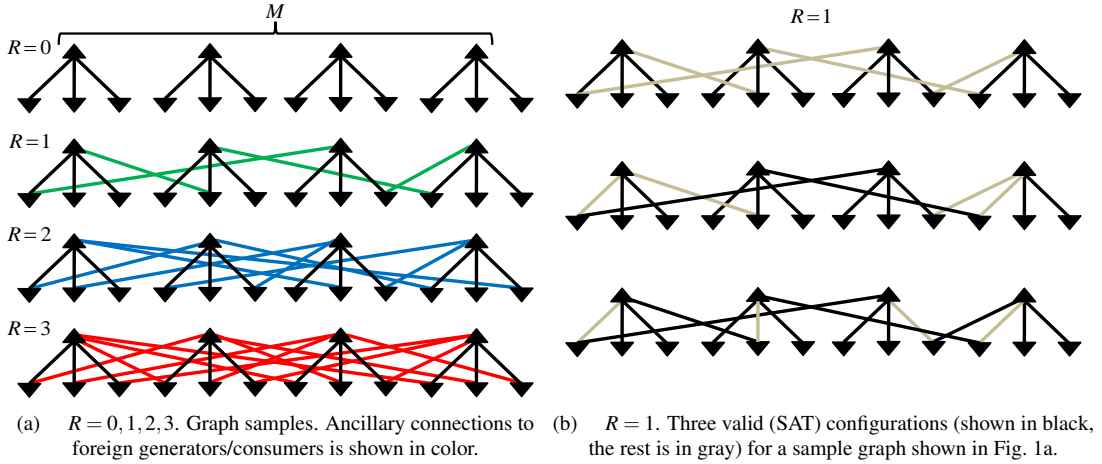 M
R=0
R=1
R=2
R=3
(a) R = 0,1,2,3. Graph samples. Ancillary connections to
foreign generators/consumers is shown in color.
R=1
(b) R = 1. Three valid (SAT) configurations (shown in black,
the rest is in gray) for a sample graph shown in Fig. 1a.